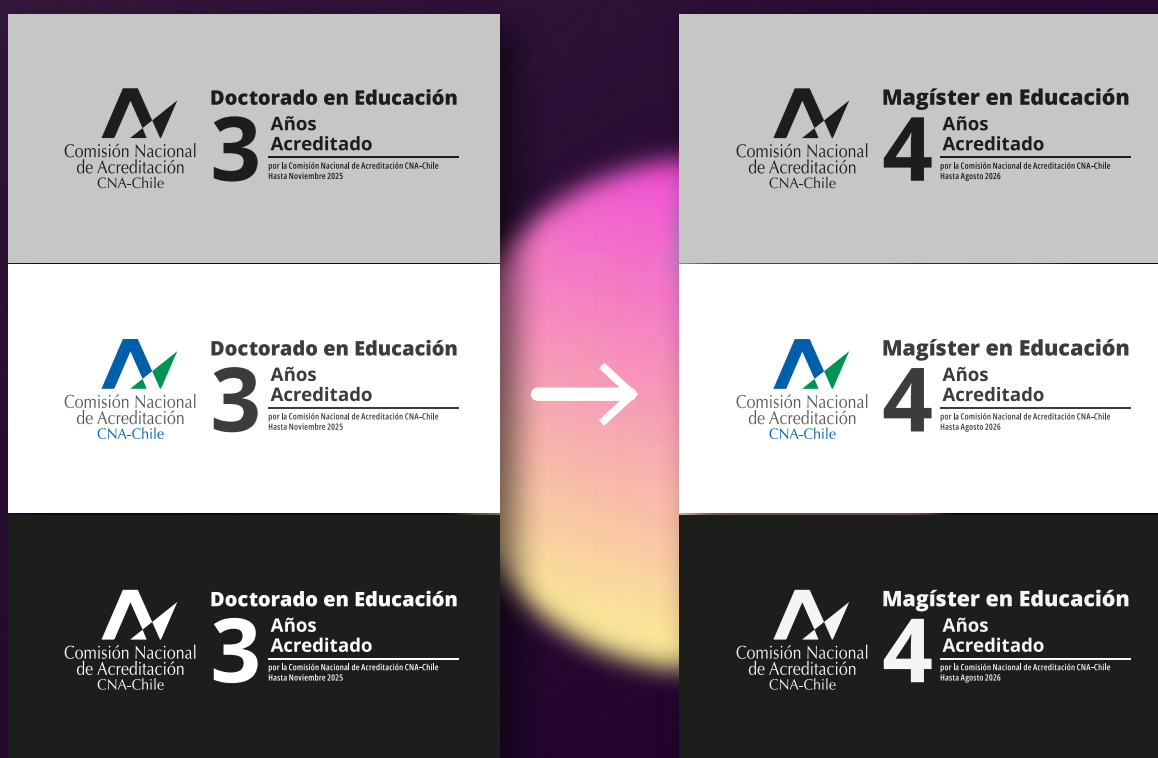 Comisión Nacional
de Acreditación
CNA-Chile
Doctorado en Educación
3
Años
Acreditado
por la Comisión Nacional de Acreditación CNA-Chile
Hasta Noviembre 2025
Comisión Nacional
de Acreditación
CNA-Chile
Doctorado en Educación
3
Años
Acreditado
por la Comisión Nacional de Acreditación CNA-Chile
Hasta Noviembre 2025
Comisión Nacional
de Acreditación
CNA-Chile
Doctorado en Educación
3
Años
Acreditado
por la Comisión Nacional de Acreditación CNA-Chile
Hasta Noviembre 2025
Comisión Nacional
de Acreditación
CNA-Chile
Magíster en Educación
4
Años
Acreditado
por la Comisión Nacional de Acreditación CNA-Chile
Hasta Agosto 2026
Comisión Nacional
de Acreditación
CNA-Chile
Magíster en Educación
4
Años
Acreditado
por la Comisión Nacional de Acreditación CNA-Chile
Hasta Agosto 2026
Comisión Nacional
de Acreditación
CNA-Chile
Magíster en Educación
4
Años
Acreditado
por la Comisión Nacional de Acreditación CNA-Chile
Hasta Agosto 2026